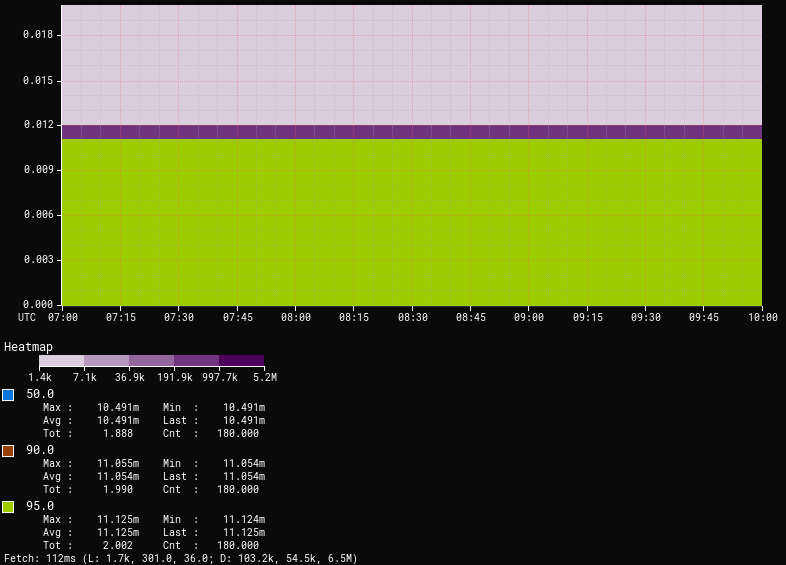 0.018
0.015
0.012
0.009
0.006
0.003
0.000
UTC 07:00 07:15 07:30 07:45 08:00 08:15 08:30 08:45 09:00 09:15 09:30 09:45 10:00
Heatmap
1.4k 7.1k 36.9k 191.9k 997.7k 5.2M
50.0
Max : 10.491m Min : 10.491m
Avg : 10.491m Last : 10.491m
Tot : 1.888 Cnt : 180.000
90.0
Max : 11.055m Min : 11.054m
Avg : 11.054m Last : 11.054m
Tot : 1.990 Cnt : 180.000
95.0
Max : 11.125m Min : 11.124m
Avg : 11.125m Last : 11.125m
Tot : 2.002 Cnt : 180.000
Fetch: 112ms (L: 1.7k, 301.0, 36.0; D: 103.2k, 54.5k, 6.5M)